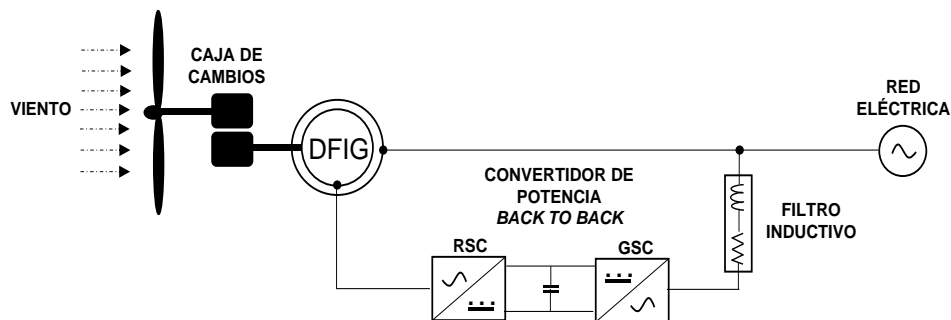 CAJA DE
CAMBIOS
VIENTO
DFIG
RED
ELÉCTRICA
CONVERTIDOR DE
POTENCIA
BACK TO BACK
FILTRO
INDUCTIVO
RSC
GSC